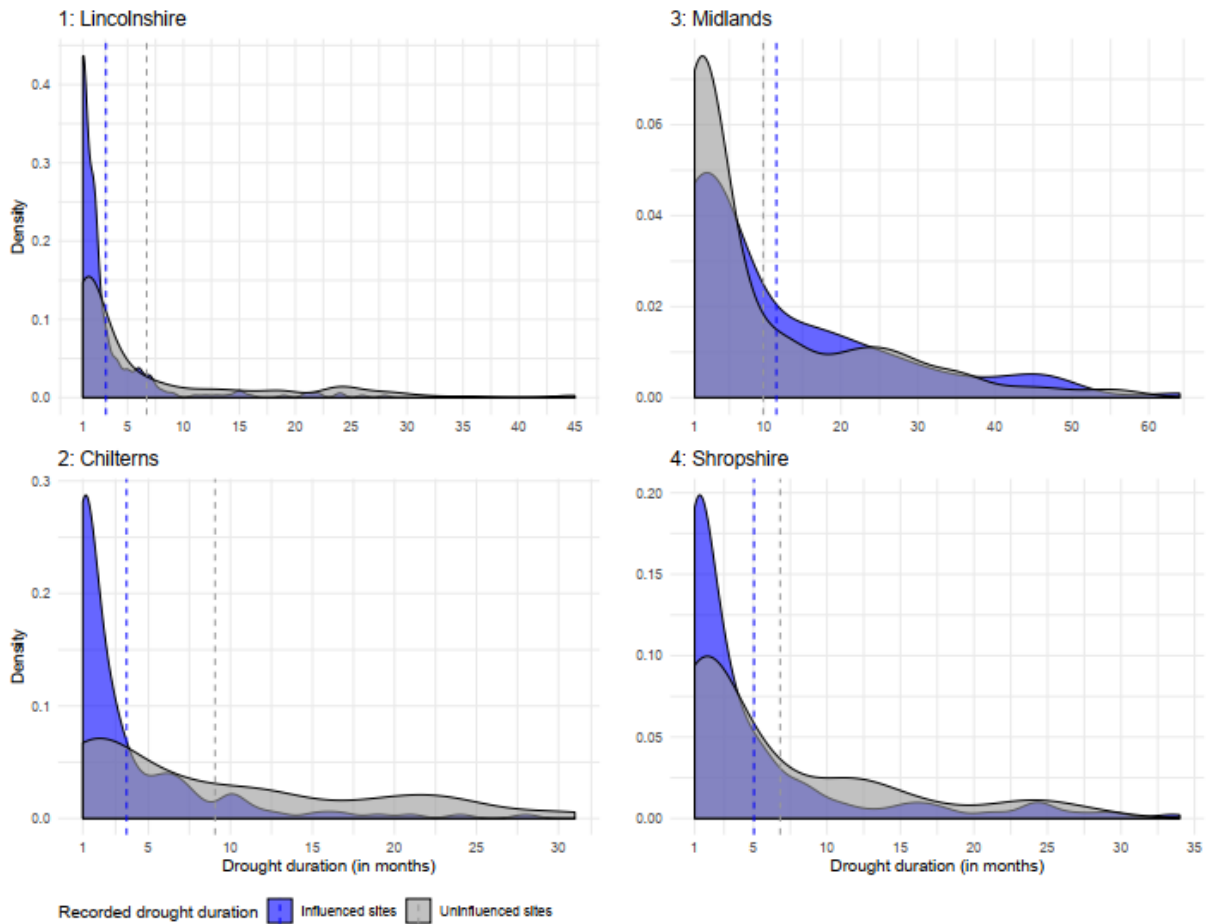 1: Lincolnshire
Density
0.4
0.3
0.2
0.1
0.0
1 5 10 15 20 25 30 35 40 45
3: Midlands
0.06
0.04
0.02
0.00
1 10 20 30 40 50 60
2: Chilterns
Density
0.3
0.2
0.1
0.0
1 5 10 15 20 25 30
Drought duration (in months)
4: Shropshire
0.20
0.15
0.10
0.05
0.00
1 5 10 15 20 25 30 35
Drought duration (in months)
Recorded drought duration Influenced sites Uninfluenced sites